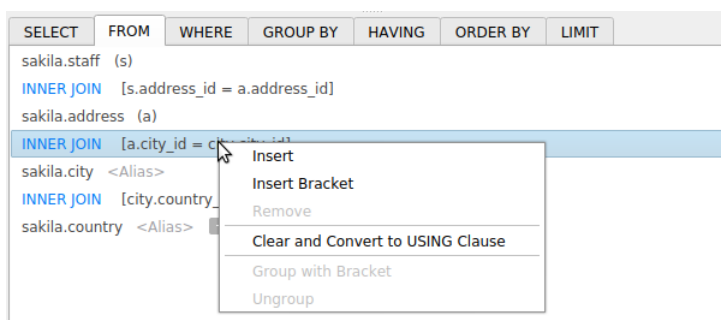 SELECT FROM WHERE GROUP BY HAVING ORDER BY LIMIT
sakila.staff (s)
INNER JOIN [s.address_id = a.address_id]
sakila.address (a)
INNER JOIN [a.city_id = city.city_id]
Insert
sakila.city <Alias>
Insert Bracket
INNER JOIN [city.country_
Remove
sakila.country <Alias>
Clear and Convert to USING Clause
Group with Bracket
Ungroup